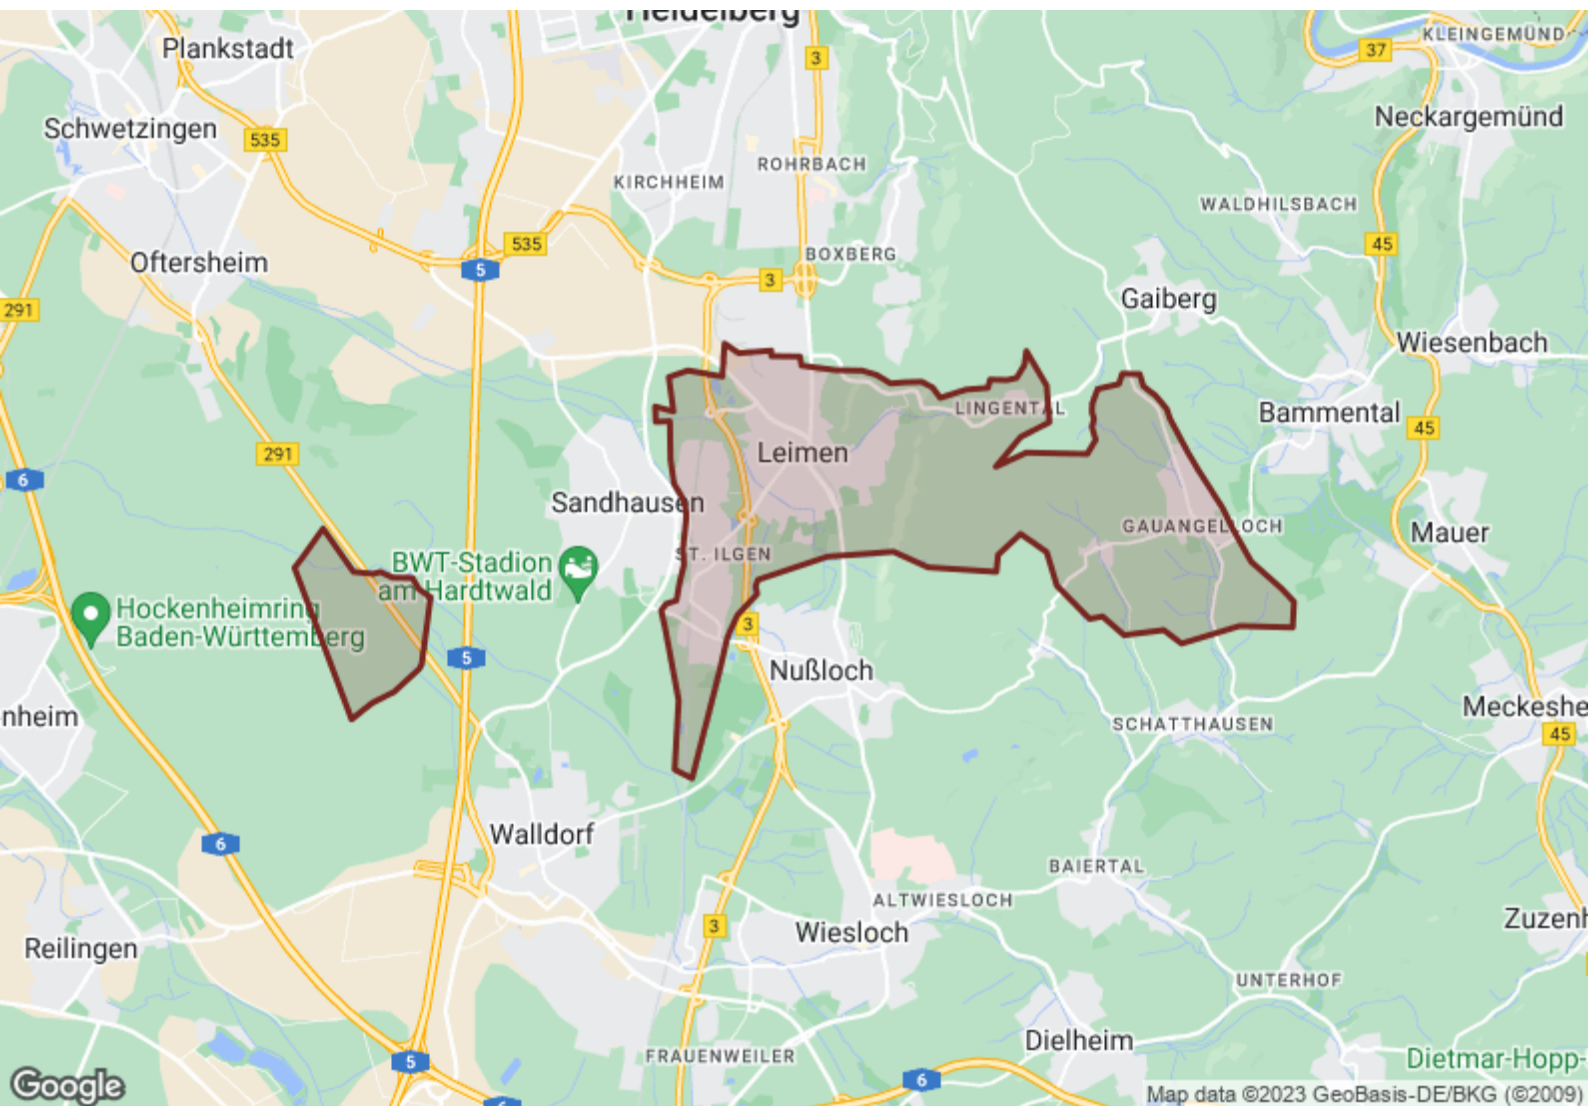 Heidelberg
Plankstadt
3
37
KLEINGEMÜND
Schwetzingen
535
Neckargemünd
ROHRBACH
KIRCHHEIM
WALDHILSBACH
535
45
Oftersheim
5
BOXBERG
3
291
Gaiberg
Wiesenbach
LINGENTAL
Bammental
45
291
Leimen
6
Sandhausen
GAUANGELLOCH
Mauer
ST. ILGEN
BWT-Stadion
am Hardtwald
Hockenheimring
Baden-Württemberg
3
5
Nußloch
nheim
SCHATTHAUSEN
Meckeshe
45
Walldorf
6
BAIERTAL
ALTWIESLOCH
Zuzenh
3
Wiesloch
Reilingen
UNTERHOF
Dielheim
FRAUENWEILER
5
Dietmar-Hopp-
6
6
Google
Map data ©2023 GeoBasis-DE/BKG (©2009)